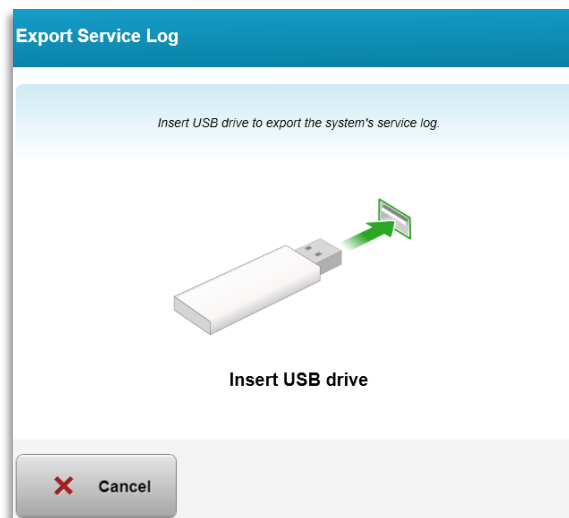 Export Service Log
Insert USB drive to export the system's service log.
Insert USB drive
Cancel